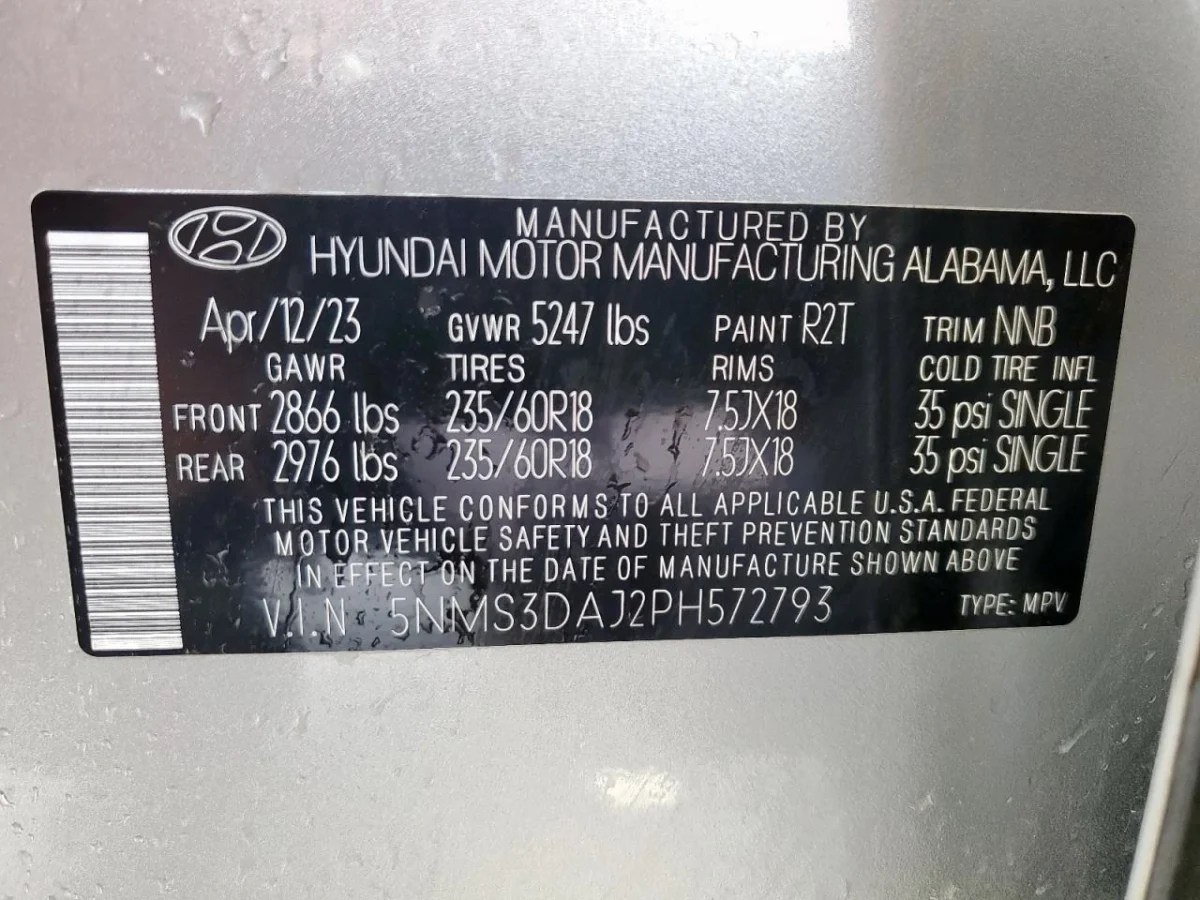 MANUFACTURED BY
HYUNDAI MOTOR MANUFACTURING ALABAMA, LLC
Apr/12/23 GVWR 5247 lbs PAINT R2T TRIM NNB
GAWR TIRES RIMS COLD TIRE INFL
FRONT 2866 lbs 235/60R18 7.5JX18 35 psi SINGLE
REAR 2976 lbs 235/60R18 7.5JX18 35 psi SINGLE
THIS VEHICLE CONFORMS TO ALL APPLICABLE U.S.A. FEDERAL
MOTOR VEHICLE SAFETY AND THEFT PREVENTION STANDARDS
IN EFFECT ON THE DATE OF MANUFACTURE SHOWN ABOVE
V.I.N 5NMS3DAJ2PH572793 TYPE: MPV